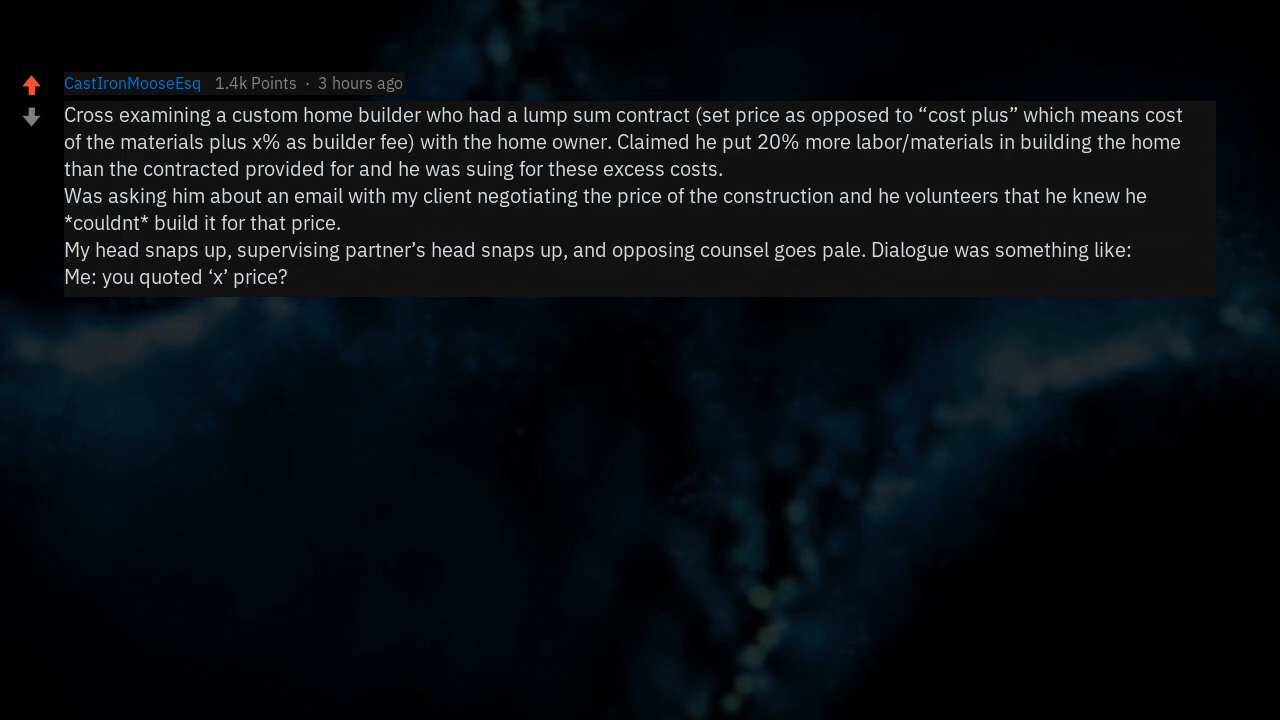 CastIronMooseEsq 1.4k Points · 3 hours ago
Cross examining a custom home builder who had a lump sum contract (set price as opposed to “cost plus” which means cost
of the materials plus x% as builder fee) with the home owner. Claimed he put 20% more labor/materials in building the home
than the contracted provided for and he was suing for these excess costs.
Was asking him about an email with my client negotiating the price of the construction and he volunteers that he knew he
*couldnt* build it for that price.
My head snaps up, supervising partner’s head snaps up, and opposing counsel goes pale. Dialogue was something like:
Me: you quoted ‘x’ price?